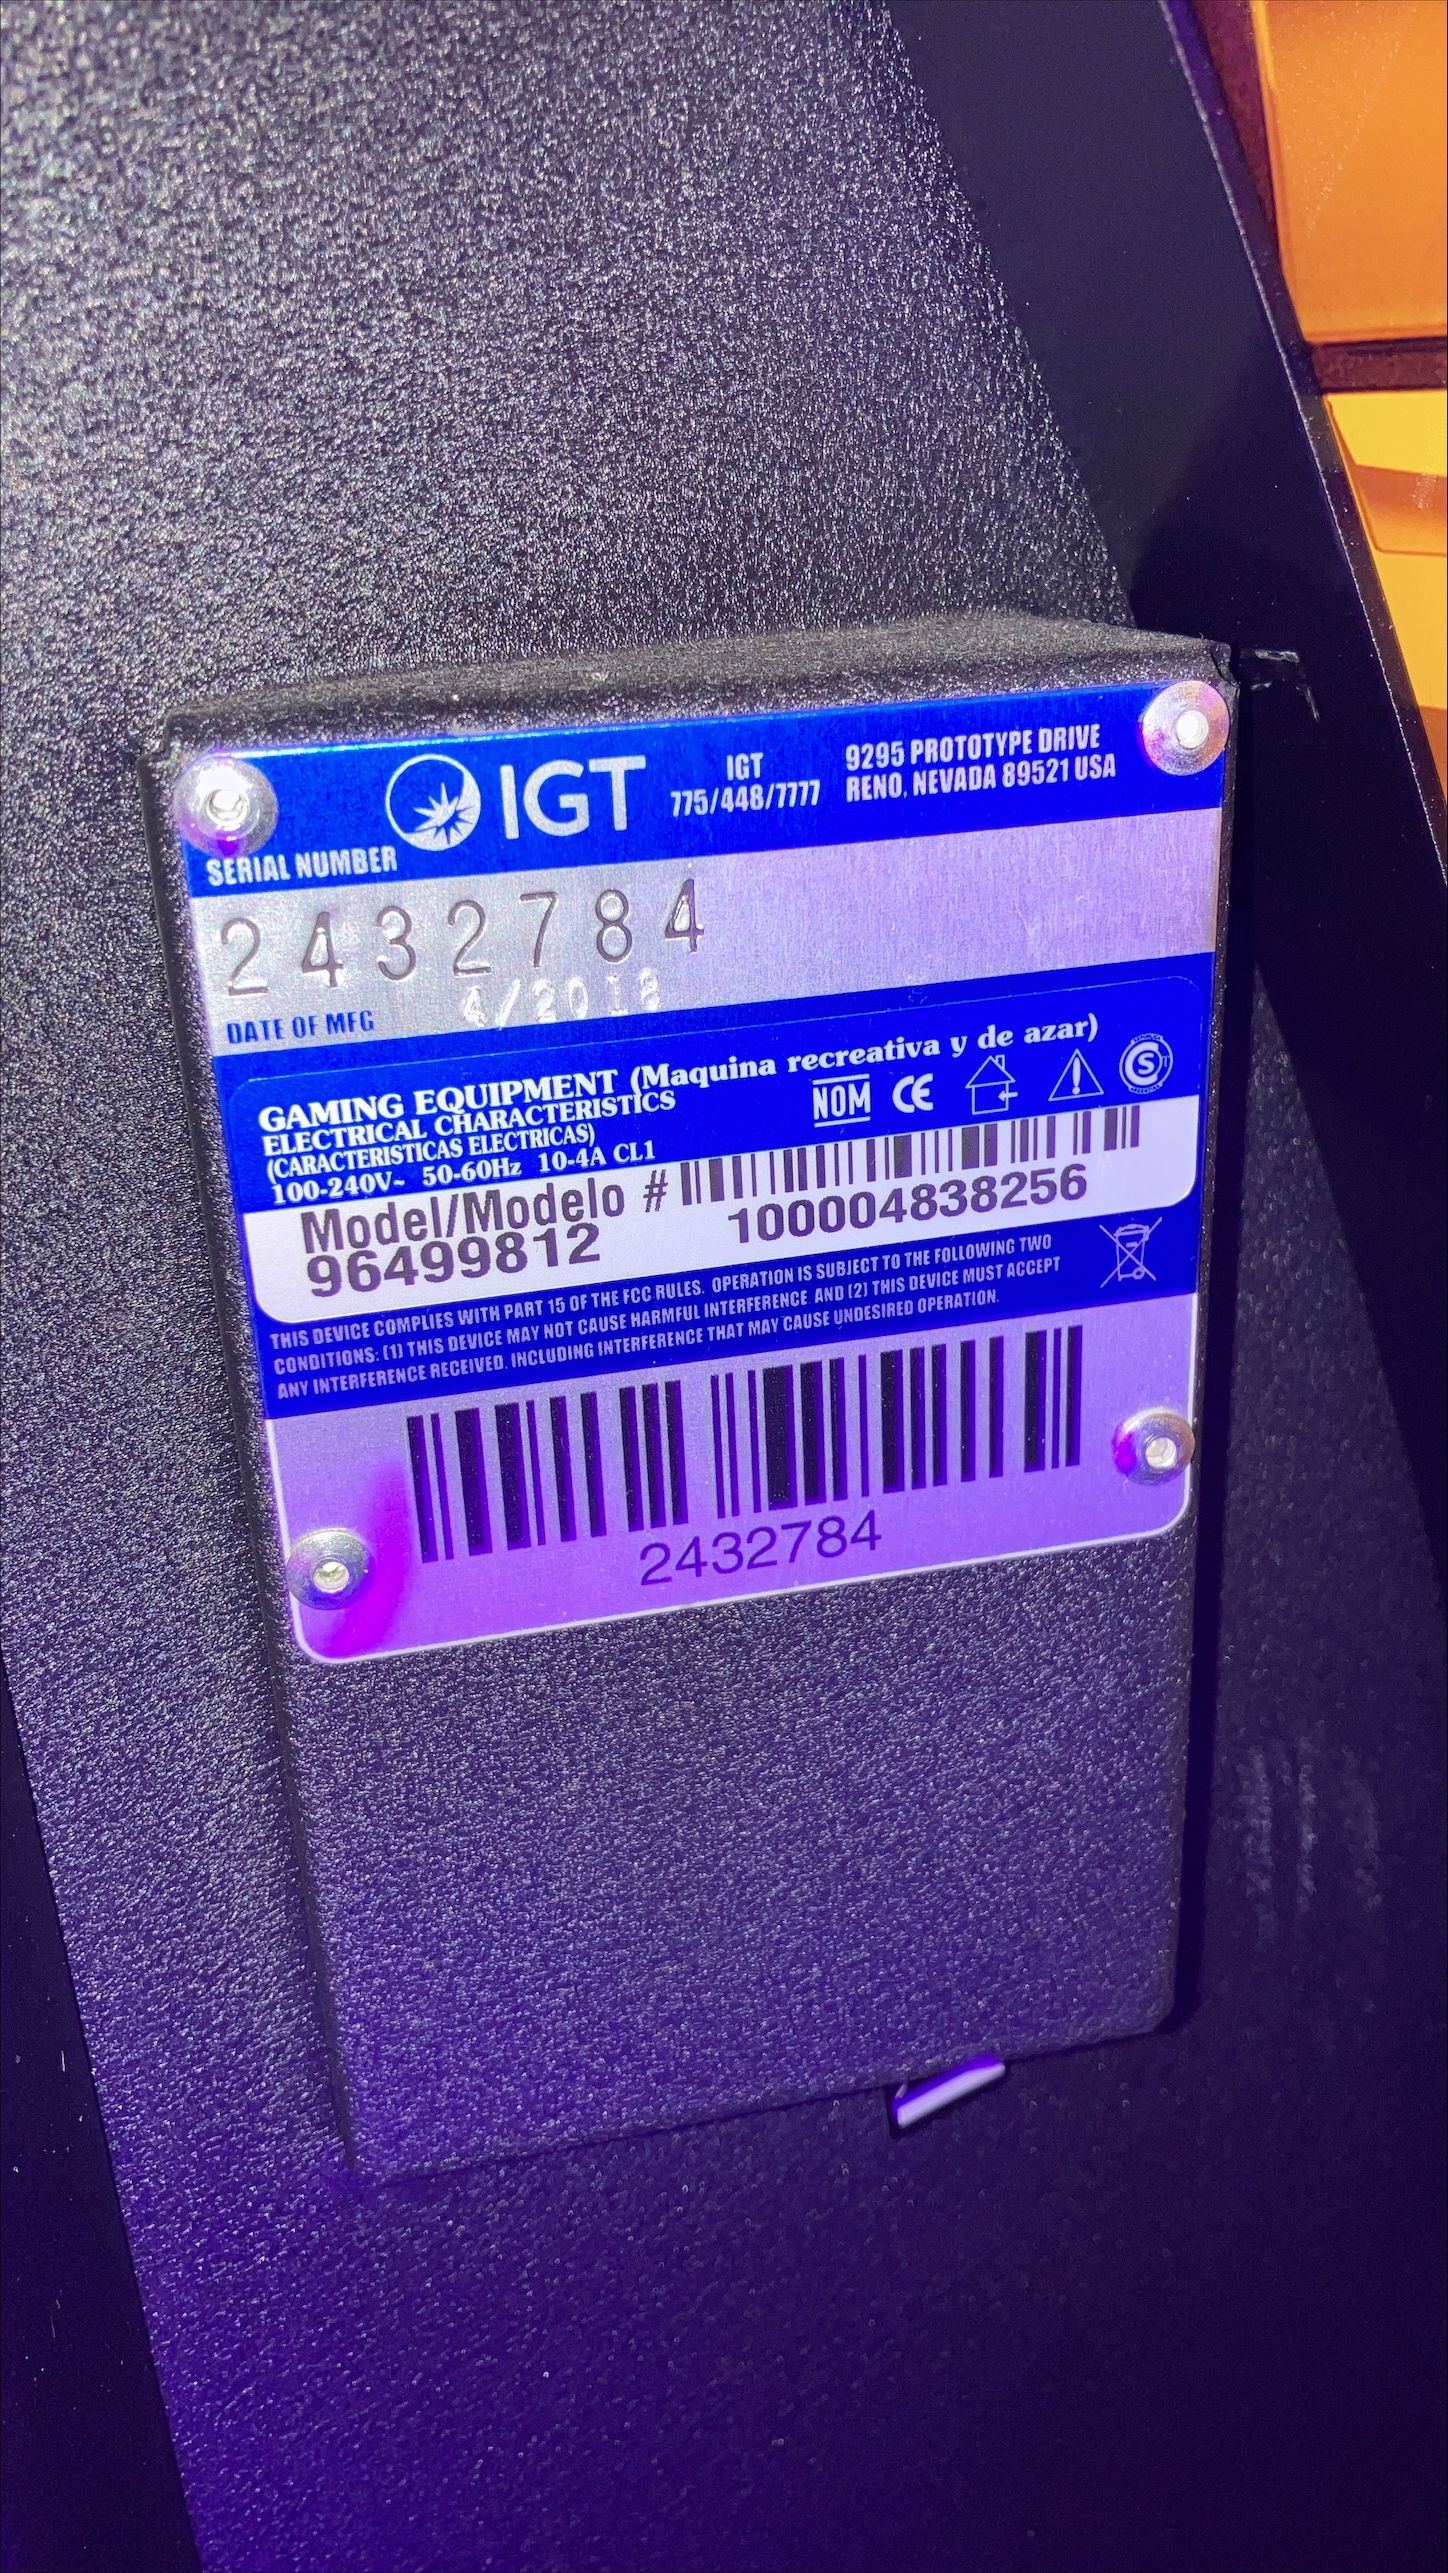 IGT
IGT
775/448/7777
9295 PROTOTYPE DRIVE
RENO, NEVADA 89521 USA
SERIAL NUMBER
2432784
DATE OF MFG 4/2018
GAMING EQUIPMENT (Maquina recreativa y de azar)
ELECTRICAL CHARACTERISTICS
(CARACTERISTICAS ELECTRICAS)
100-240V~ 50-60Hz 10-4A CL1
NOM CE S
Model/Modelo #
96499812
100004838256
THIS DEVICE COMPLIES WITH PART 15 OF THE FCC RULES. OPERATION IS SUBJECT TO THE FOLLOWING TWO
CONDITIONS: (1) THIS DEVICE MAY NOT CAUSE HARMFUL INTERFERENCE AND (2) THIS DEVICE MUST ACCEPT
ANY INTERFERENCE RECEIVED, INCLUDING INTERFERENCE THAT MAY CAUSE UNDESIRED OPERATION.
2432784